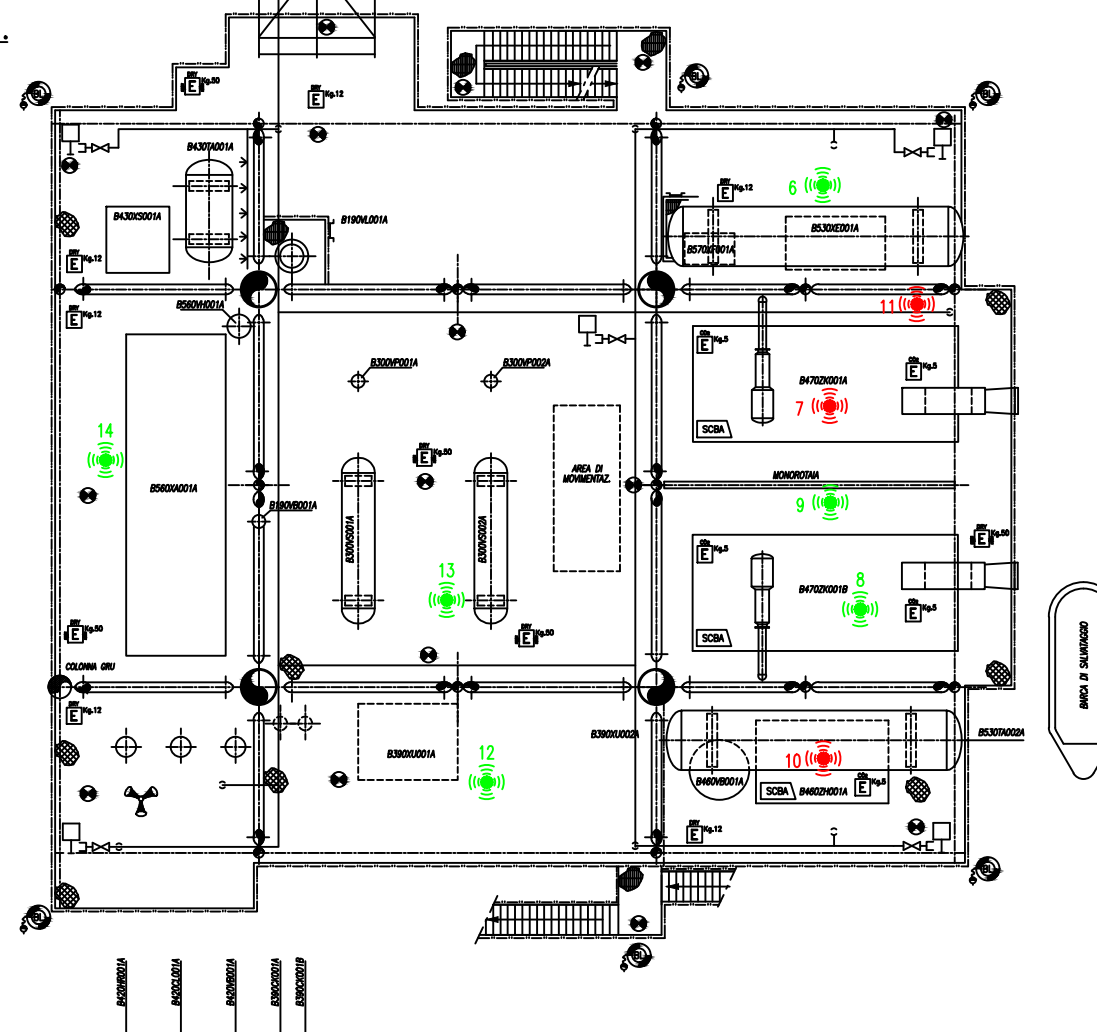 DRY
E Kg.50
E Kg.12
BL
BL
BL
B430TA001A
B430XS001A
B190VL001A
DRY
E Kg.12
6
B530XE001A
DRY
E Kg.12
DRY
E Kg.12
B560VH001A
11
B300VP001A
B300VP002A
CO2
E Kg.5
CO2
E Kg.5
B470ZK001A
7
SCBA
14
DRY
E Kg.50
AREA DI
MOVIMENTAZ.
MONOROTAIA
B560XA001A
B190VB001A
9
B300VS001A
B300VS002A
DRY
E Kg.50
CO2
E Kg.5
13
B470ZK001B
8
CO2
E Kg.5
SCBA
DRY
E Kg.50
DRY
E Kg.50
COLONNA GRU
BARCA DI SALVATAGGIO
DRY
E Kg.12
B390XU002A
B530TA002A
B390XU001A
12
10
B460VB001A
SCBA
B460ZH001A
CO2
E Kg.5
DRY
E Kg.12
BL
BL
BL
B420HR001A
B420CL001A
B420VB001A
B390CK001A
B390CK001B